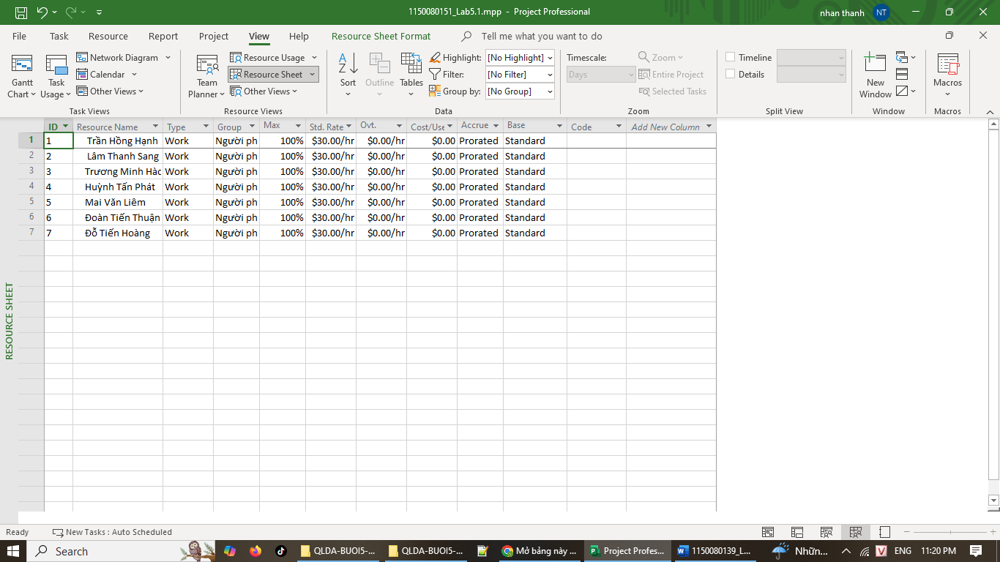 1150080151_Lab5.1.mpp - Project Professional
nhan thanh NT
File Task Resource Report Project View Help Resource Sheet Format Tell me what you want to do
Gantt Chart
Task Usage
Network Diagram
Calendar
Other Views
Task Views
Team Planner
Resource Usage
Resource Sheet
Other Views
Resource Views
Sort
Outline
Tables
Highlight: [No Highlight]
Filter: [No Filter]
Group by: [No Group]
Data
Timescale:
Days
Zoom
Entire Project
Selected Tasks
Zoom
Timeline
Details
Split View
New Window
Window
Macros
Macros
ID Resource Name Type Group Max Std. Rate Ovt. Cost/Use Accrue Base Code Add New Column
1 1 Trần Hồng Hạnh Work Người ph 100% $30.00/hr $0.00/hr $0.00 Prorated Standard
2 2 Lâm Thanh Sang Work Người ph 100% $30.00/hr $0.00/hr $0.00 Prorated Standard
3 3 Trương Minh Hào Work Người ph 100% $30.00/hr $0.00/hr $0.00 Prorated Standard
4 4 Huỳnh Tấn Phát Work Người ph 100% $30.00/hr $0.00/hr $0.00 Prorated Standard
5 5 Mai Văn Liêm Work Người ph 100% $30.00/hr $0.00/hr $0.00 Prorated Standard
6 6 Đoàn Tiến Thuận Work Người ph 100% $30.00/hr $0.00/hr $0.00 Prorated Standard
7 7 Đỗ Tiến Hoàng Work Người ph 100% $30.00/hr $0.00/hr $0.00 Prorated Standard
RESOURCE SHEET
Ready New Tasks : Auto Scheduled
Search QLDA-BUOI5-... QLDA-BUOI5-... Mở bảng này ... Project Profes... 1150080139_L... Nhữn... V ENG 11:20 PM